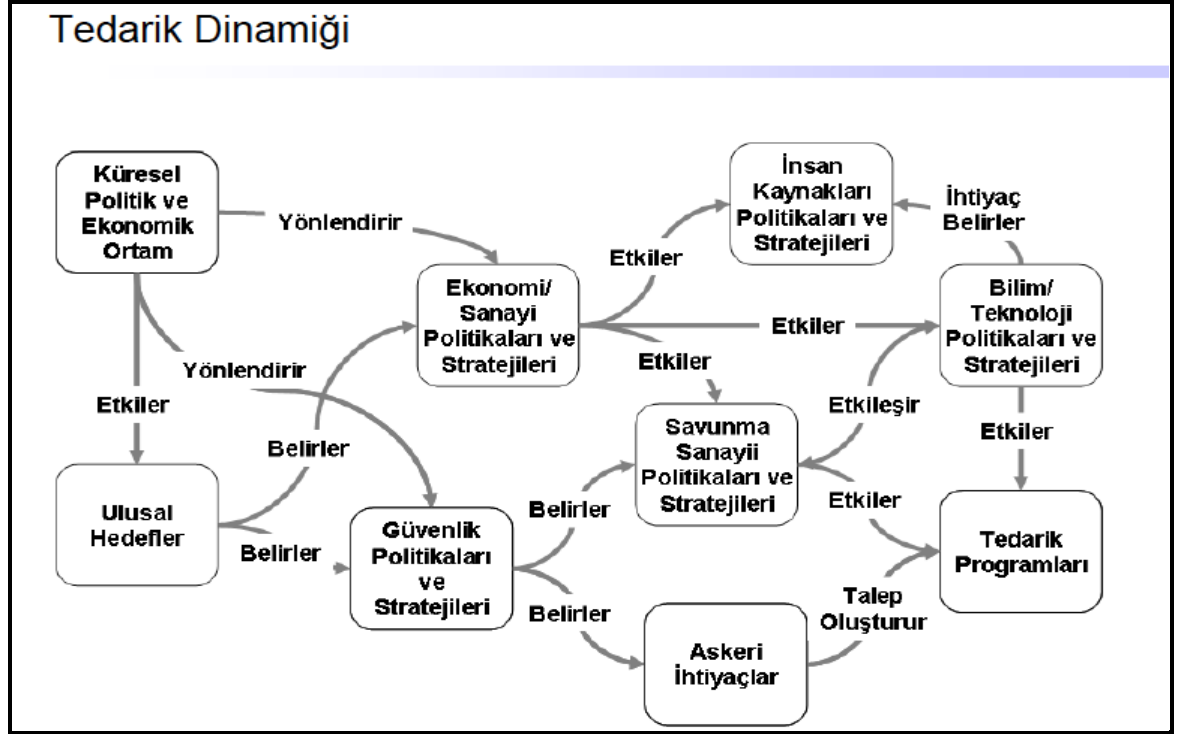 Tedarik Dinamiği
Küresel
Politik ve
Ekonomik
Ortam
Yönlendirir
İnsan
Kaynakları
Politikaları ve
Stratejileri
İhtiyaç
Belirler
Etkiler
Ekonomi/
Sanayi
Politikaları ve
Stratejileri
Etkiler
Bilim/
Teknoloji
Politikaları ve
Stratejileri
Yönlendirir
Etkiler
Etkiler
Belirler
Savunma
Sanayii
Politikaları ve
Stratejileri
Etkileşir
Etkiler
Ulusal
Hedefler
Belirler
Güvenlik
Politikaları
ve
Stratejileri
Belirler
Belirler
Etkiler
Tedarik
Programları
Talep
Oluşturur
Askeri
İhtiyaçlar